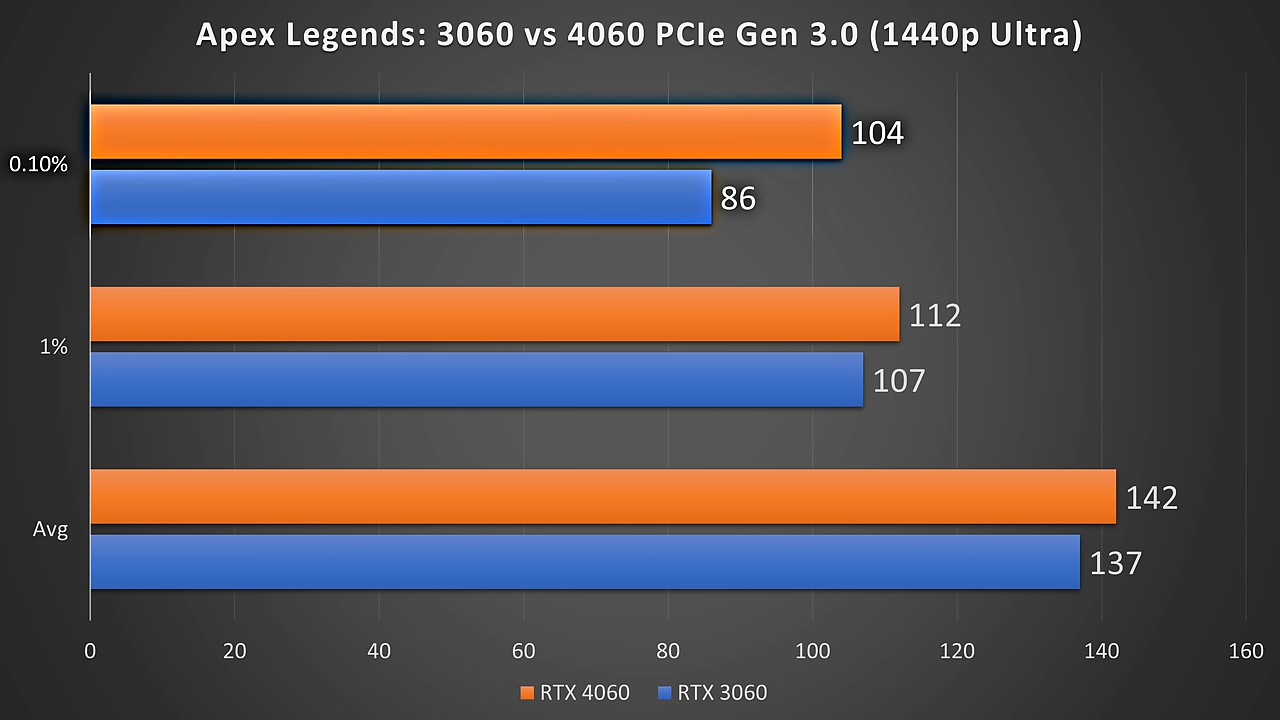 Apex Legends: 3060 vs 4060 PCIe Gen 3.0 (1440p Ultra)
0.10%
104
86
1%
112
107
Avg
142
137
0 20 40 60 80 100 120 140 160
RTX 4060 RTX 3060